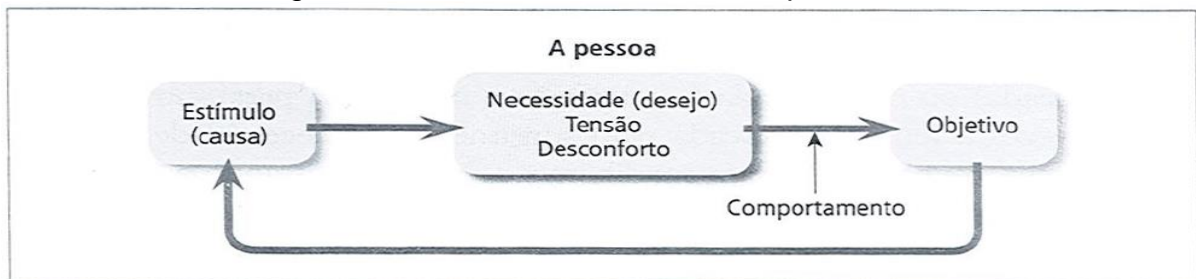 A pessoa
Estímulo
(causa)
Necessidade (desejo)
Tensão
Desconforto
Objetivo
Comportamento